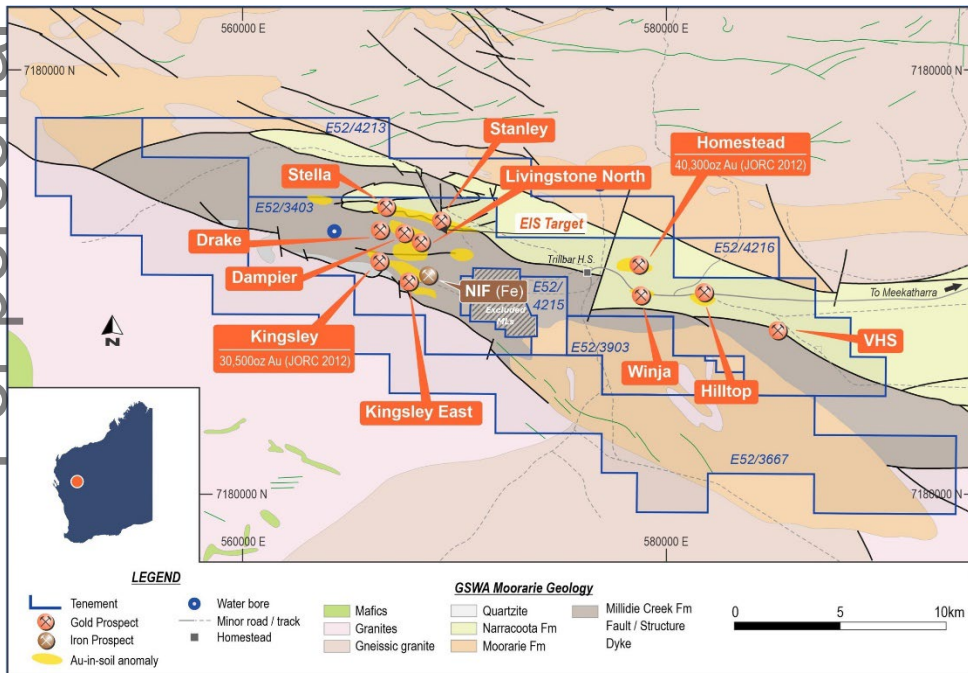 560000 E
580000 E
7180000 N
7180000 N
E52/4213
Stanley
Homestead
40,300oz Au (JORC 2012)
Stella
Livingstone North
E52/3403
EIS Target
E52/4216
Drake
Trillbar H.S.
Dampier
NIF (Fe)
E52/
4215
Excluded
MLs
To Meekatharra
N
Kingsley
30,500oz Au (JORC 2012)
E52/3903
VHS
Winja
Hilltop
Kingsley East
E52/3667
7180000 N
7180000 N
560000 E
580000 E
LEGEND
Tenement
Gold Prospect
Iron Prospect
Au-in-soil anomaly
Water bore
Minor road / track
Homestead
GSWA Moorarie Geology
Mafics
Granites
Gneissic granite
Quartzite
Narracoota Fm
Moorarie Fm
Millidie Creek Fm
Fault / Structure
Dyke
0 5 10km